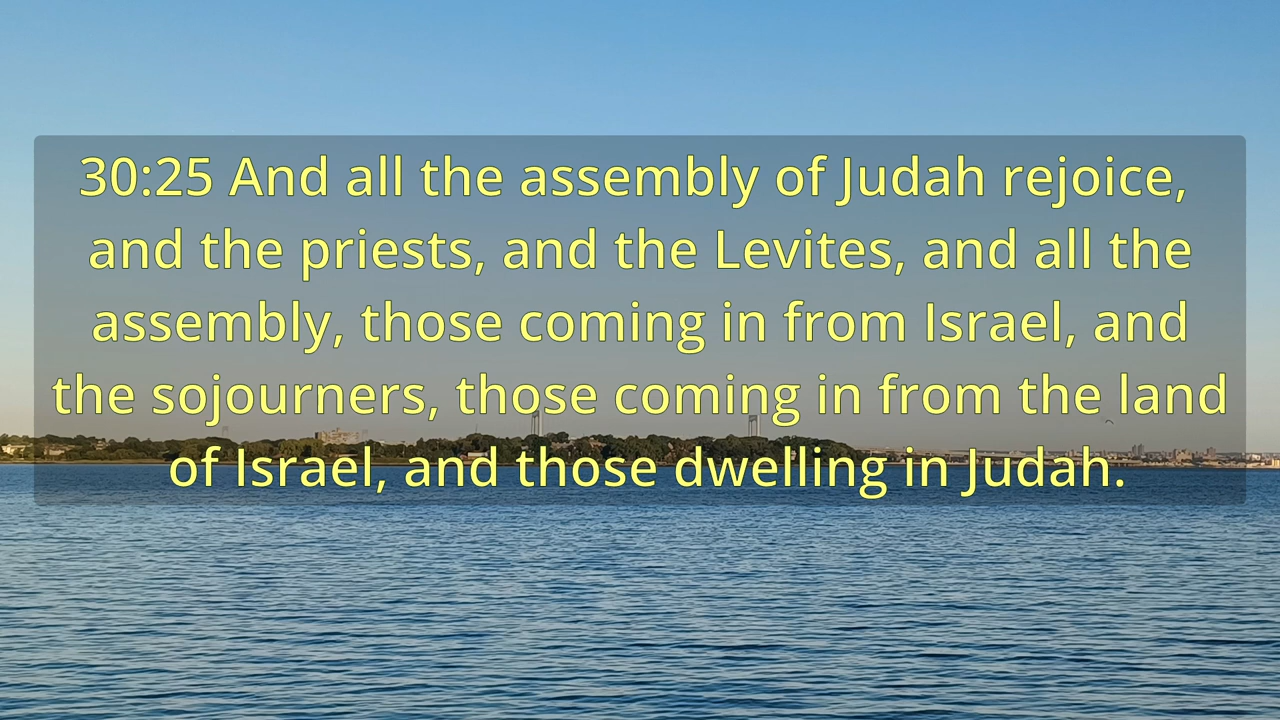 30:25 And all the assembly of Judah rejoice,
and the priests, and the Levites, and all the
assembly, those coming in from Israel, and
the sojourners, those coming in from the land
of Israel, and those dwelling in Judah.